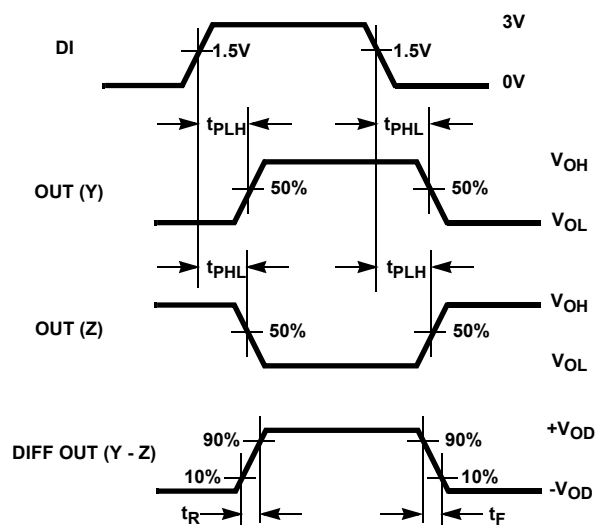 3V
DI
1.5V
1.5V
0V
tPLH
tPHL
VOH
50%
50%
OUT (Y)
VOL
tPHL
tPLH
VOH
OUT (Z)
50%
50%
VOL
+VOD
90%
90%
DIFF OUT (Y - Z)
10%
10%
-VOD
tR
tF